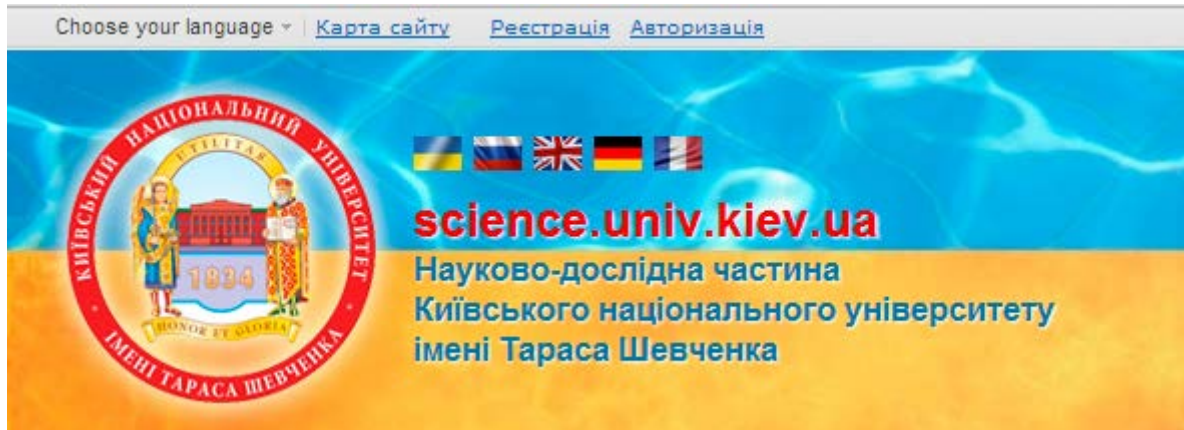 Choose your language Карта сайту Реєстрація Авторизація
КИЇВСЬКИЙ НАЦІОНАЛЬНИЙ УНІВЕРСИТЕТ
ІМЕНІ ТАРАСА ШЕВЧЕНКА
UTILITAS
1834
HONOR ET GLORIA
science.univ.kiev.ua
Науково-дослідна частина
Київського національного університету
імені Тараса Шевченка